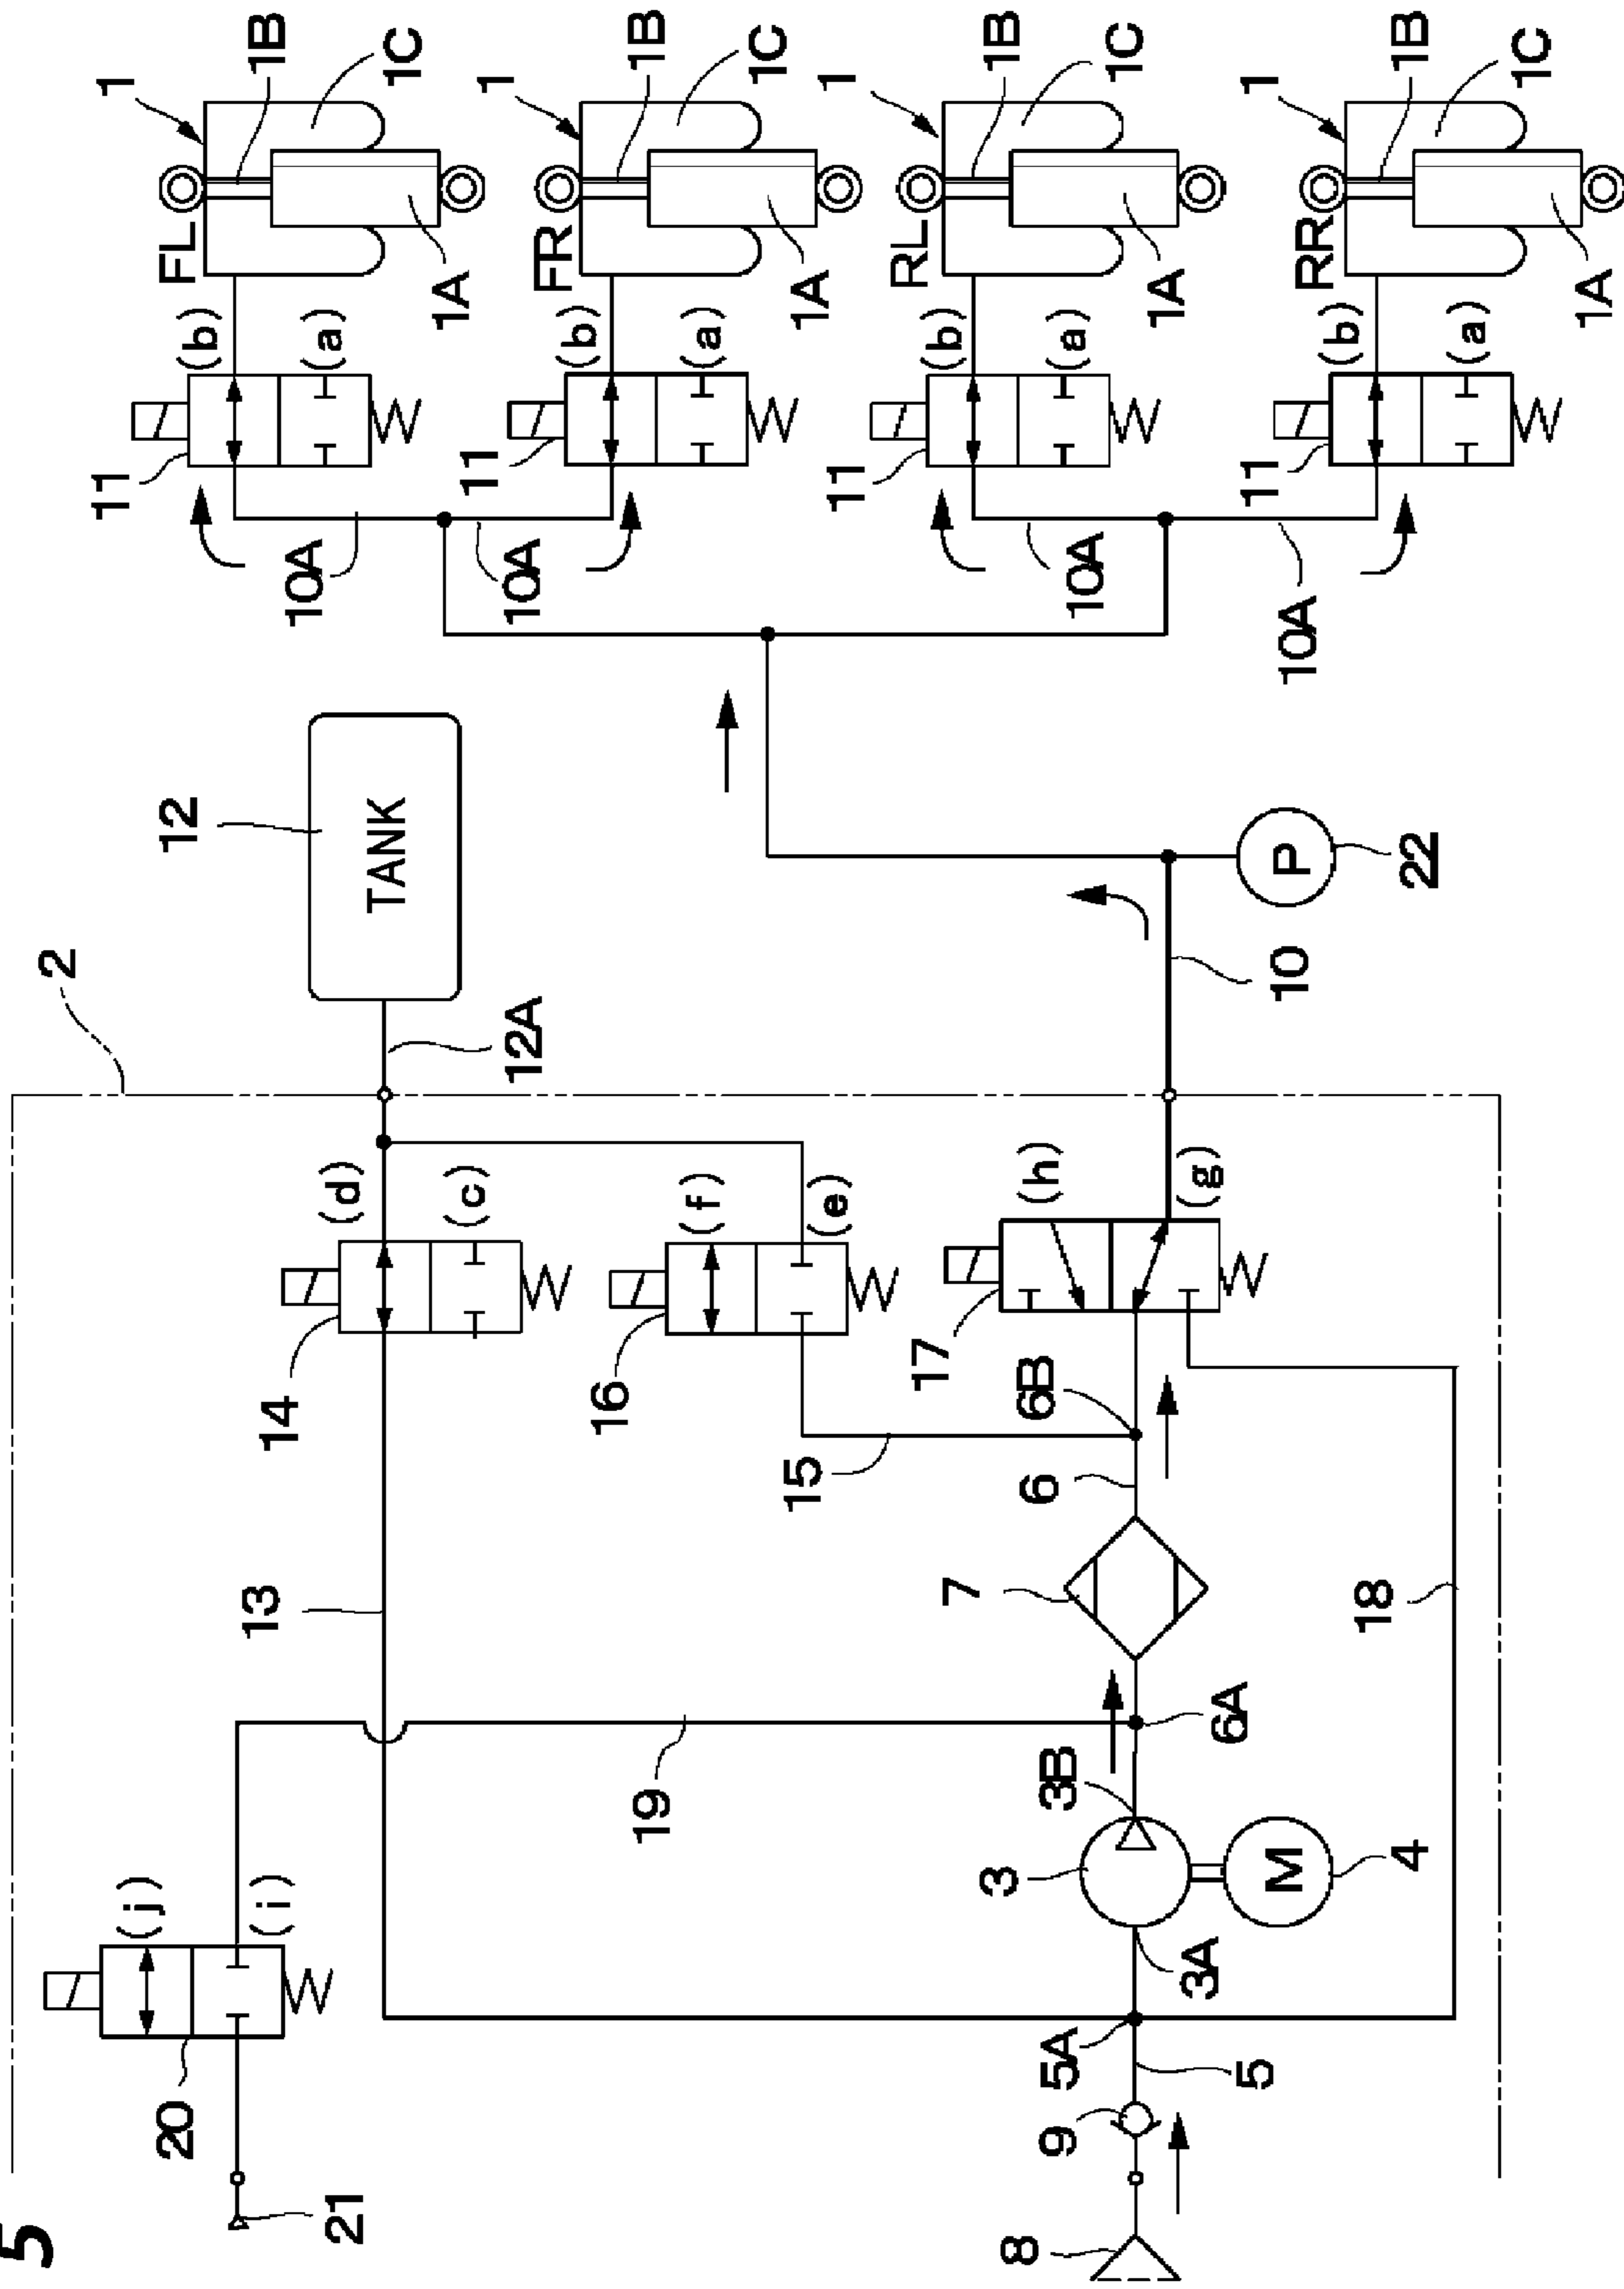 5
2
11
1
(j)
20
12
FL
(b)
1B
13
14
(i)
10A
(a)
(d)
21
TANK
1C
1A
(c)
11
1
12A
10A
FR
(b)
16
1B
19
(f)
(a)
1C
15
(e)
1A
11
1
17
RL
(b)
7
3
1B
8
6
6B
(h)
9
5A
3B
10A
(a)
1C
1A
3A
(g)
6A
5
11
1
M
10
P
10A
RR
(b)
18
1B
4
22
(a)
1C
1A